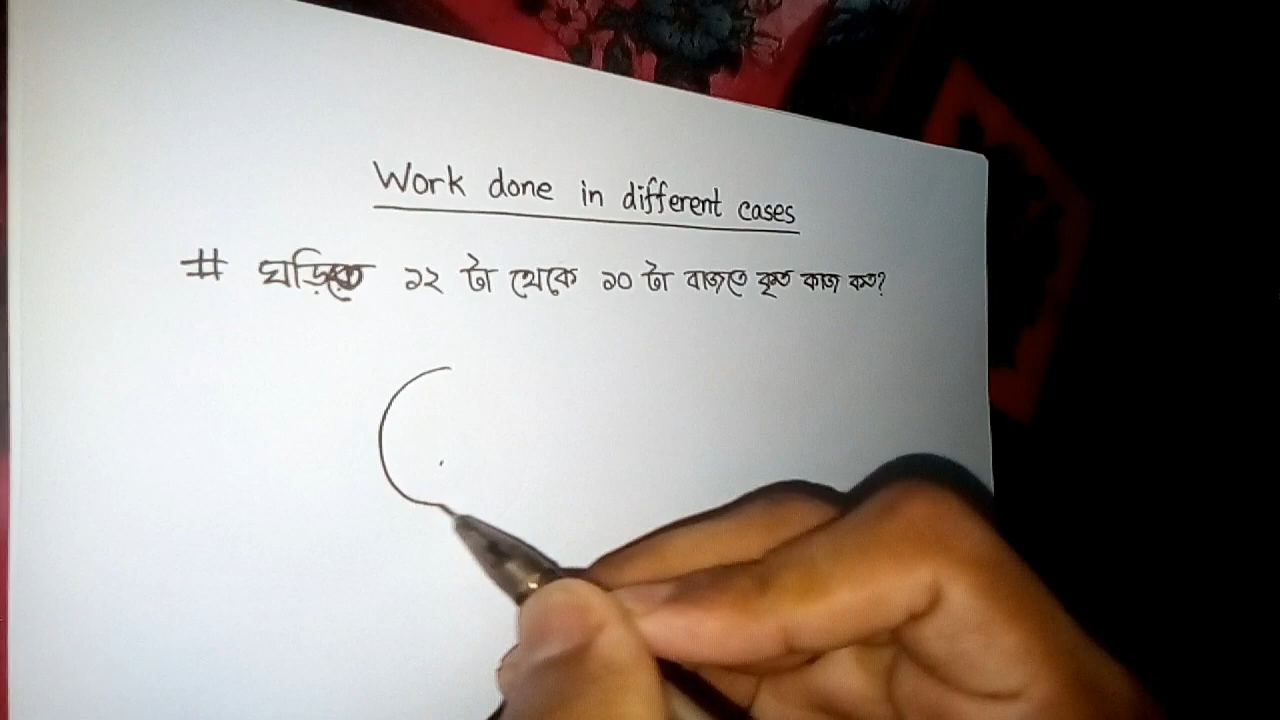 Work done in different cases
# ঘড়িতে ১২ টা থেকে ১০ টা বাজতে কৃত কাজ কত?